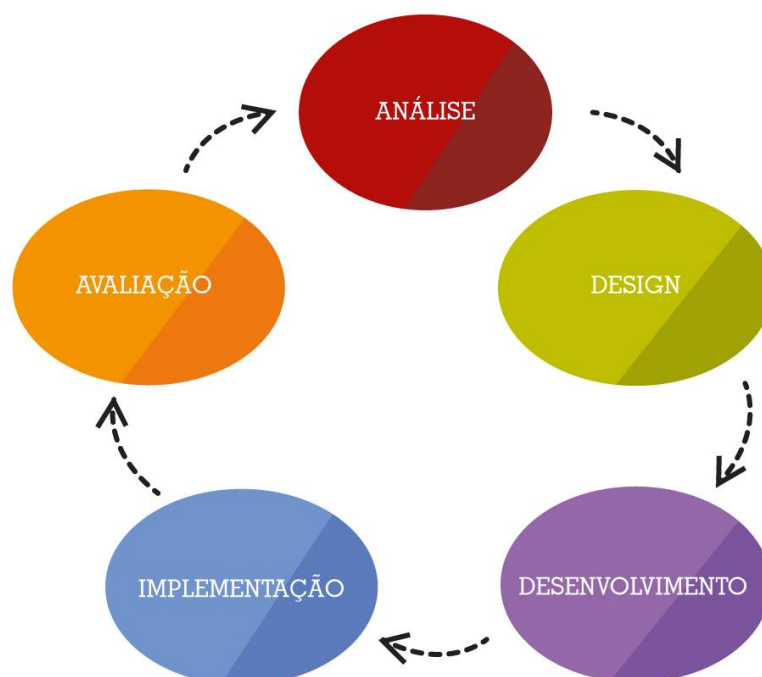 ANÁLISE
DESIGN
DESENVOLVIMENTO
IMPLEMENTAÇÃO
AVALIAÇÃO